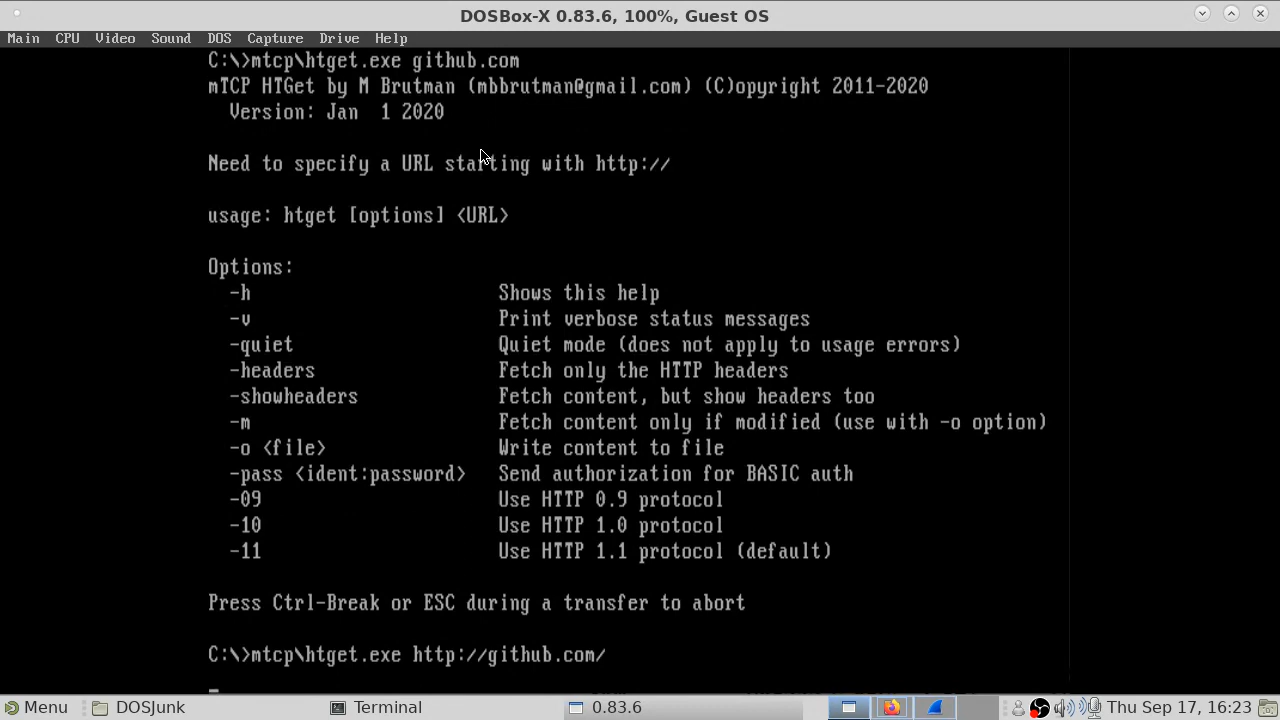 DOSBox-X 0.83.6, 100%, Guest OS
Main CPU Video Sound DOS Capture Drive Help
C:\>mtcp\htget.exe github.com
mTCP HTGet by M Brutman (mbbrutman@gmail.com) (C)opyright 2011-2020
Version: Jan  1 2020
Need to specify a URL starting with http://
usage: htget [options] <URL>
Options:
-h Shows this help
-v Print verbose status messages
-quiet Quiet mode (does not apply to usage errors)
-headers Fetch only the HTTP headers
-showheaders Fetch content, but show headers too
-m Fetch content only if modified (use with -o option)
-o <file> Write content to file
-pass <ident:password> Send authorization for BASIC auth
-09 Use HTTP 0.9 protocol
-10 Use HTTP 1.0 protocol
-11 Use HTTP 1.1 protocol (default)
Press Ctrl-Break or ESC during a transfer to abort
C:\>mtcp\htget.exe http://github.com/
Menu DOSJunk Terminal 0.83.6 Thu Sep 17, 16:23